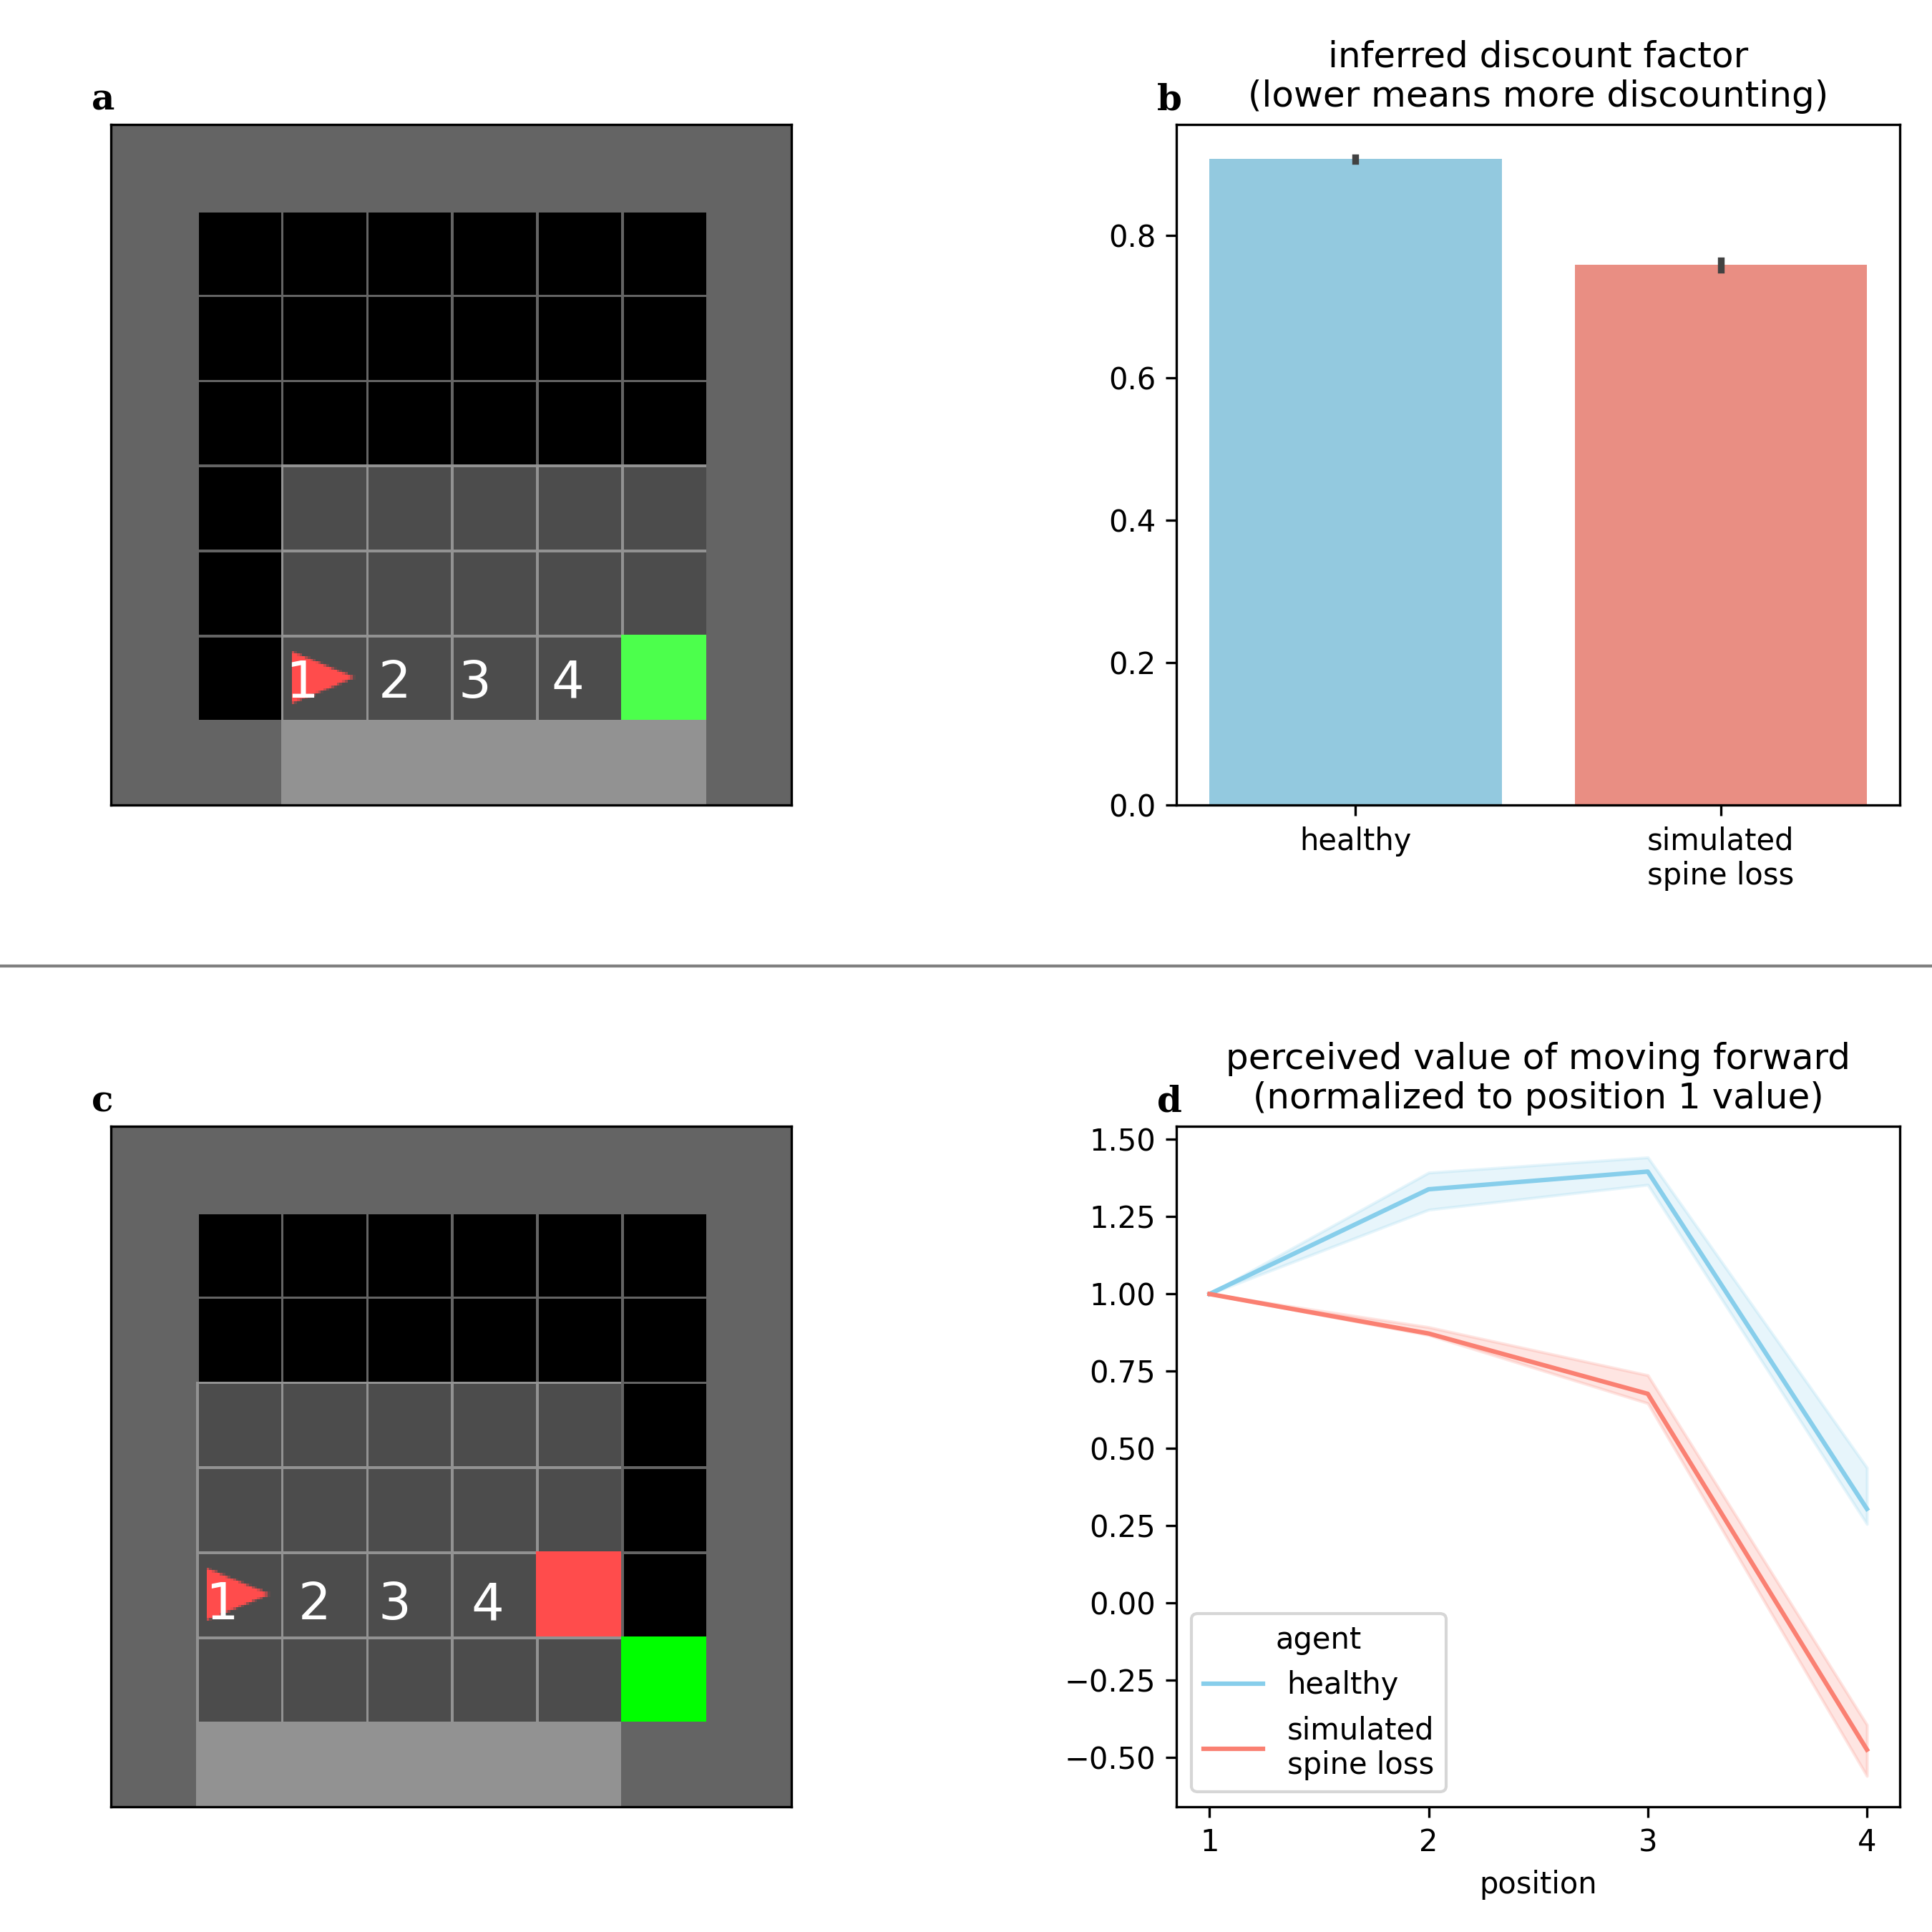 a
1 2 3 4
b
inferred discount factor
(lower means more discounting)
0.8
0.6
0.4
0.2
0.0
healthy
simulated
spine loss
c
1 2 3 4
d
perceived value of moving forward
(normalized to position 1 value)
1.50
1.25
1.00
0.75
0.50
0.25
0.00
−0.25
−0.50
agent
healthy
simulated
spine loss
1 2 3 4
position